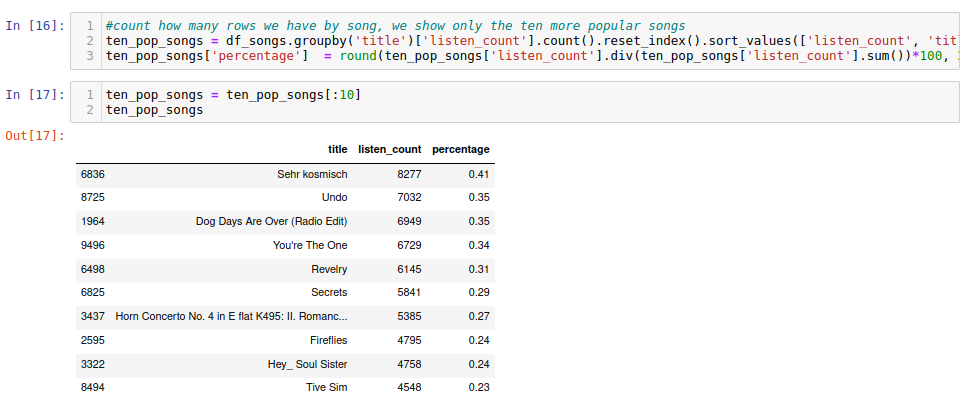 In [16]:
1 #count how many rows we have by song, we show only the ten more popular songs
2 ten_pop_songs = df_songs.groupby('title')['listen_count'].count().reset_index().sort_values(['listen_count', 'tit
3 ten_pop_songs['percentage']  = round(ten_pop_songs['listen_count'].div(ten_pop_songs['listen_count'].sum())*100,
In [17]:
1 ten_pop_songs = ten_pop_songs[:10]
2 ten_pop_songs
Out[17]:
title listen_count percentage
6836 Sehr kosmisch 8277 0.41
8725 Undo 7032 0.35
1964 Dog Days Are Over (Radio Edit) 6949 0.35
9496 You're The One 6729 0.34
6498 Revelry 6145 0.31
6825 Secrets 5841 0.29
3437 Horn Concerto No. 4 in E flat K495: II. Romanc... 5385 0.27
2595 Fireflies 4795 0.24
3322 Hey_ Soul Sister 4758 0.24
8494 Tive Sim 4548 0.23